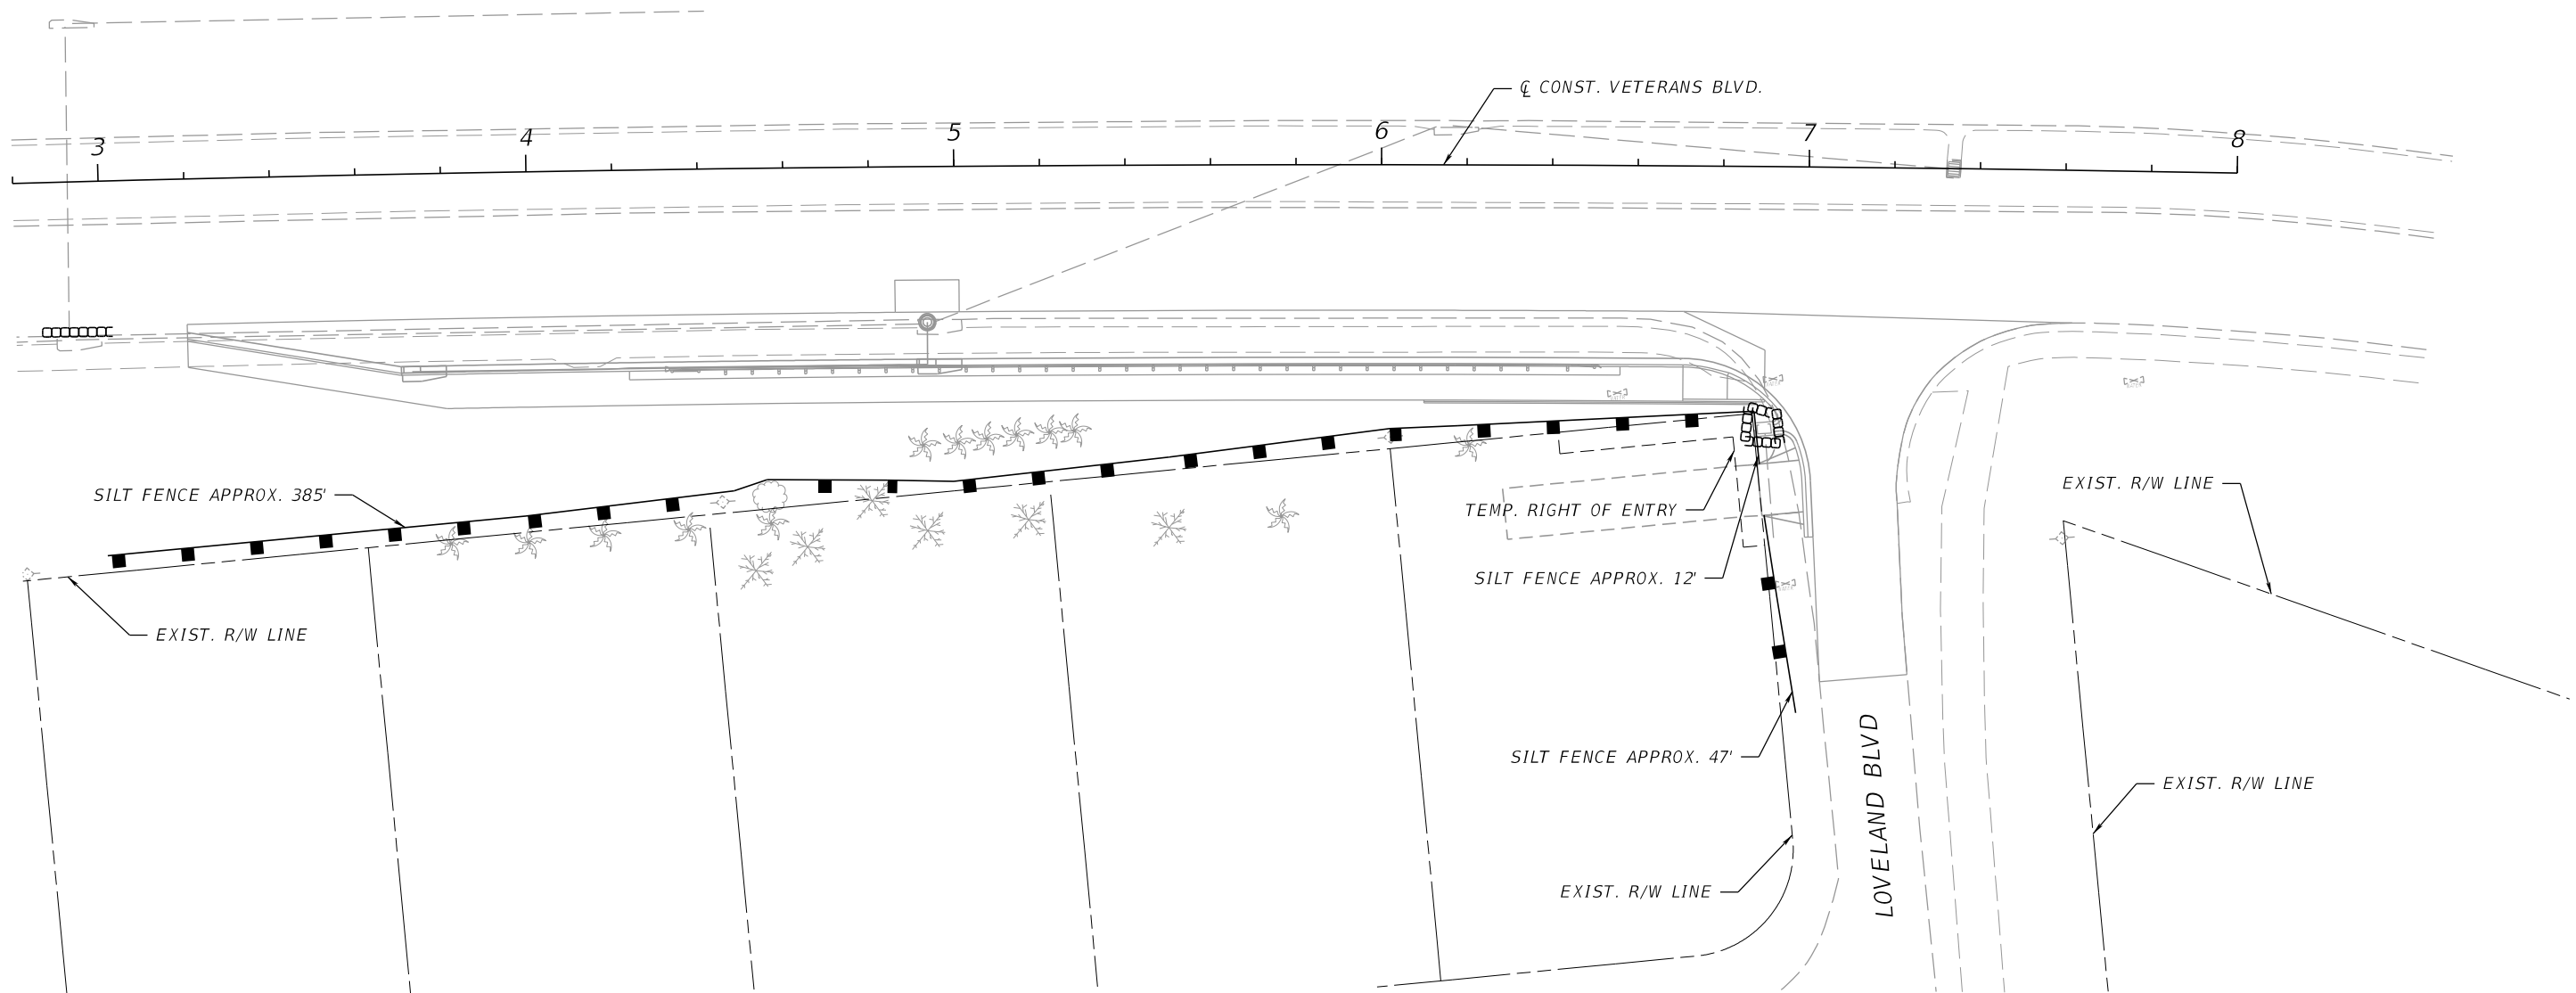 ℄ CONST. VETERANS BLVD.
3
4
5
6
7
8
SILT FENCE APPROX. 385'
EXIST. R/W LINE
TEMP. RIGHT OF ENTRY
EXIST. R/W LINE
SILT FENCE APPROX. 12'
SILT FENCE APPROX. 47'
LOVELAND BLVD
EXIST. R/W LINE
EXIST. R/W LINE